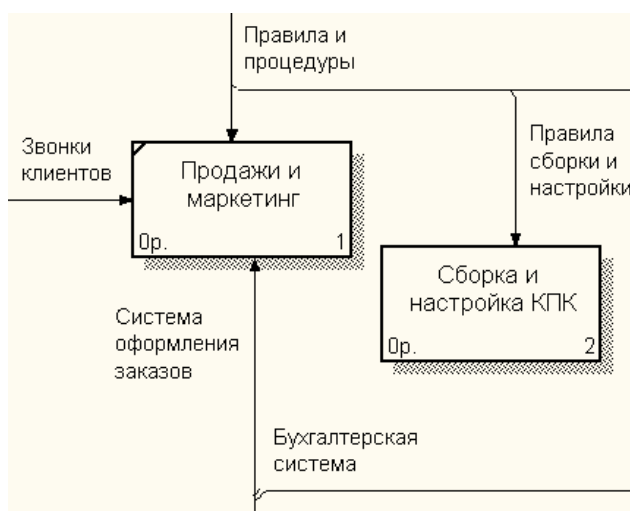 Правила и
процедуры
Звонки
клиентов
Продажи и
маркетинг
0р. 1
Правила
сборки и
настройки
Сборка и
настройка КПК
0р. 2
Система
оформления
заказов
Бухгалтерская
система